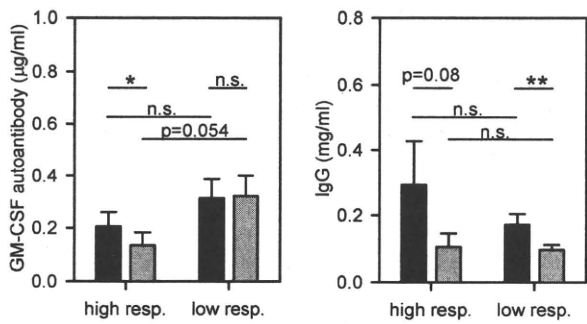 GM-CSF autoantibody (μg/ml)
1.0
0.8
0.6
0.4
0.2
0.0
*
n.s.
n.s.
p=0.054
high resp.
low resp.
IgG (mg/ml)
0.8
0.6
0.4
0.2
0.0
p=0.08
**
n.s.
n.s.
high resp.
low resp.